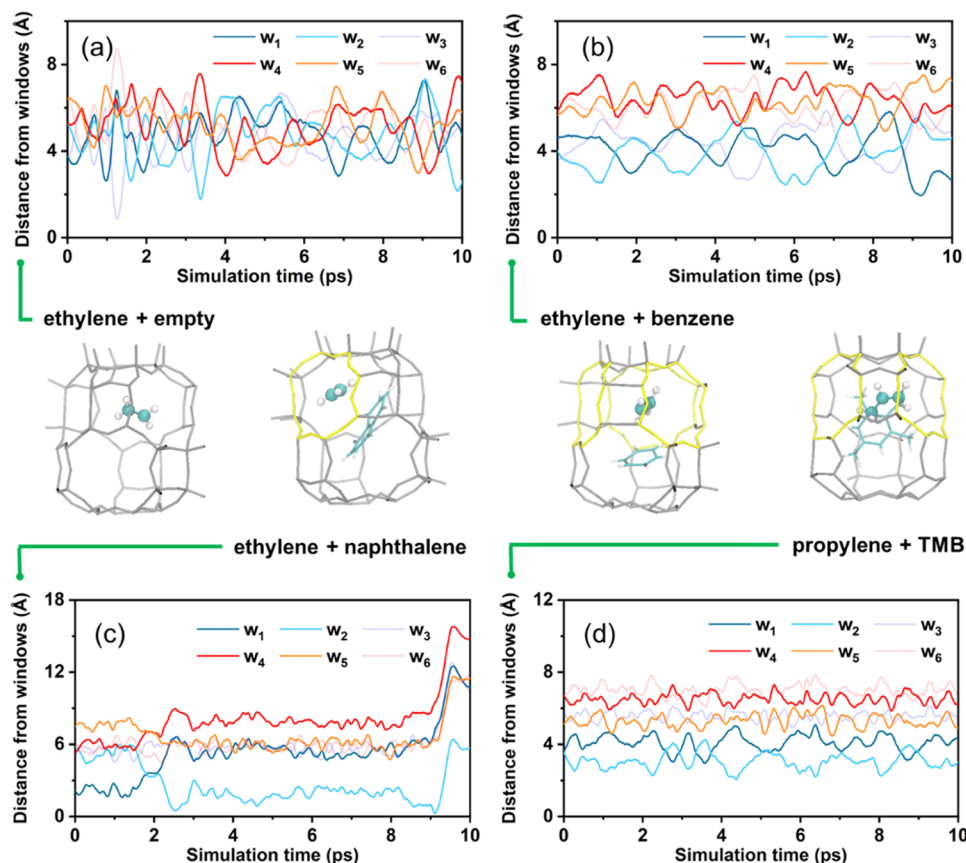 (a)
w₁ w₂ w₃
w₄ w₅ w₆
Distance from windows (Å)
8
4
0
0 2 4 6 8 10
Simulation time (ps)
(b)
w₁ w₂ w₃
w₄ w₅ w₆
Distance from windows (Å)
8
4
0
0 2 4 6 8 10
Simulation time (ps)
ethylene + empty
ethylene + benzene
ethylene + naphthalene
propylene + TMB
(c)
w₁ w₂ w₃
w₄ w₅ w₆
Distance from windows (Å)
18
12
6
0
0 2 4 6 8 10
Simulation time (ps)
(d)
w₁ w₂ w₃
w₄ w₅ w₆
Distance from windows (Å)
12
8
4
0
0 2 4 6 8 10
Simulation time (ps)